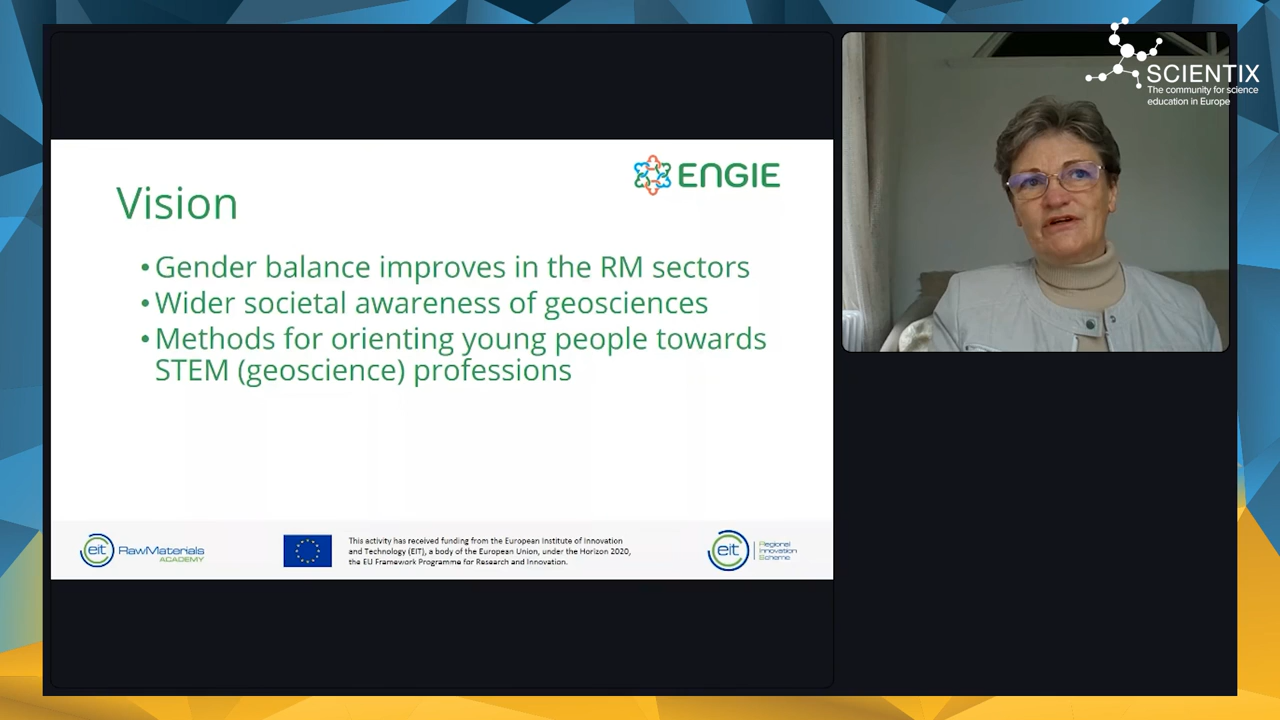 SCIENTIX
The community for science
education in Europe
ENGIE
Vision
• Gender balance improves in the RM sectors
• Wider societal awareness of geosciences
• Methods for orienting young people towards
STEM (geoscience) professions
eit RawMaterials
ACADEMY
This activity has received funding from the European Institute of Innovation
and Technology (EIT), a body of the European Union, under the Horizon 2020,
the EU Framework Programme for Research and Innovation.
eit Regional
Innovation
Scheme